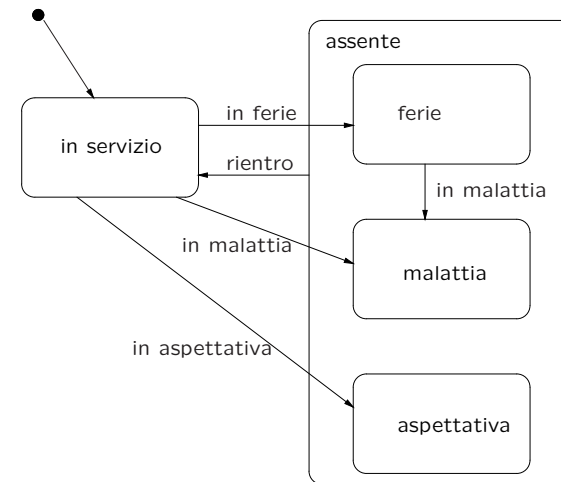 assente
in ferie
ferie
in servizio
rientro
in malattia
in malattia
malattia
in aspettativa
aspettativa